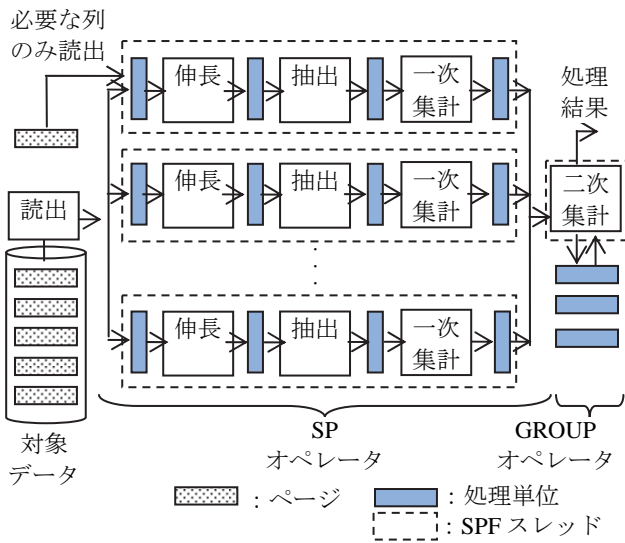 必要な列
のみ読出
伸長
抽出
一次
集計
処理
結果
読出
伸長
抽出
一次
集計
二次
集計
伸長
抽出
一次
集計
対象
データ
SP
オペレータ
GROUP
オペレータ
：ページ
：処理単位
：SPF スレッド